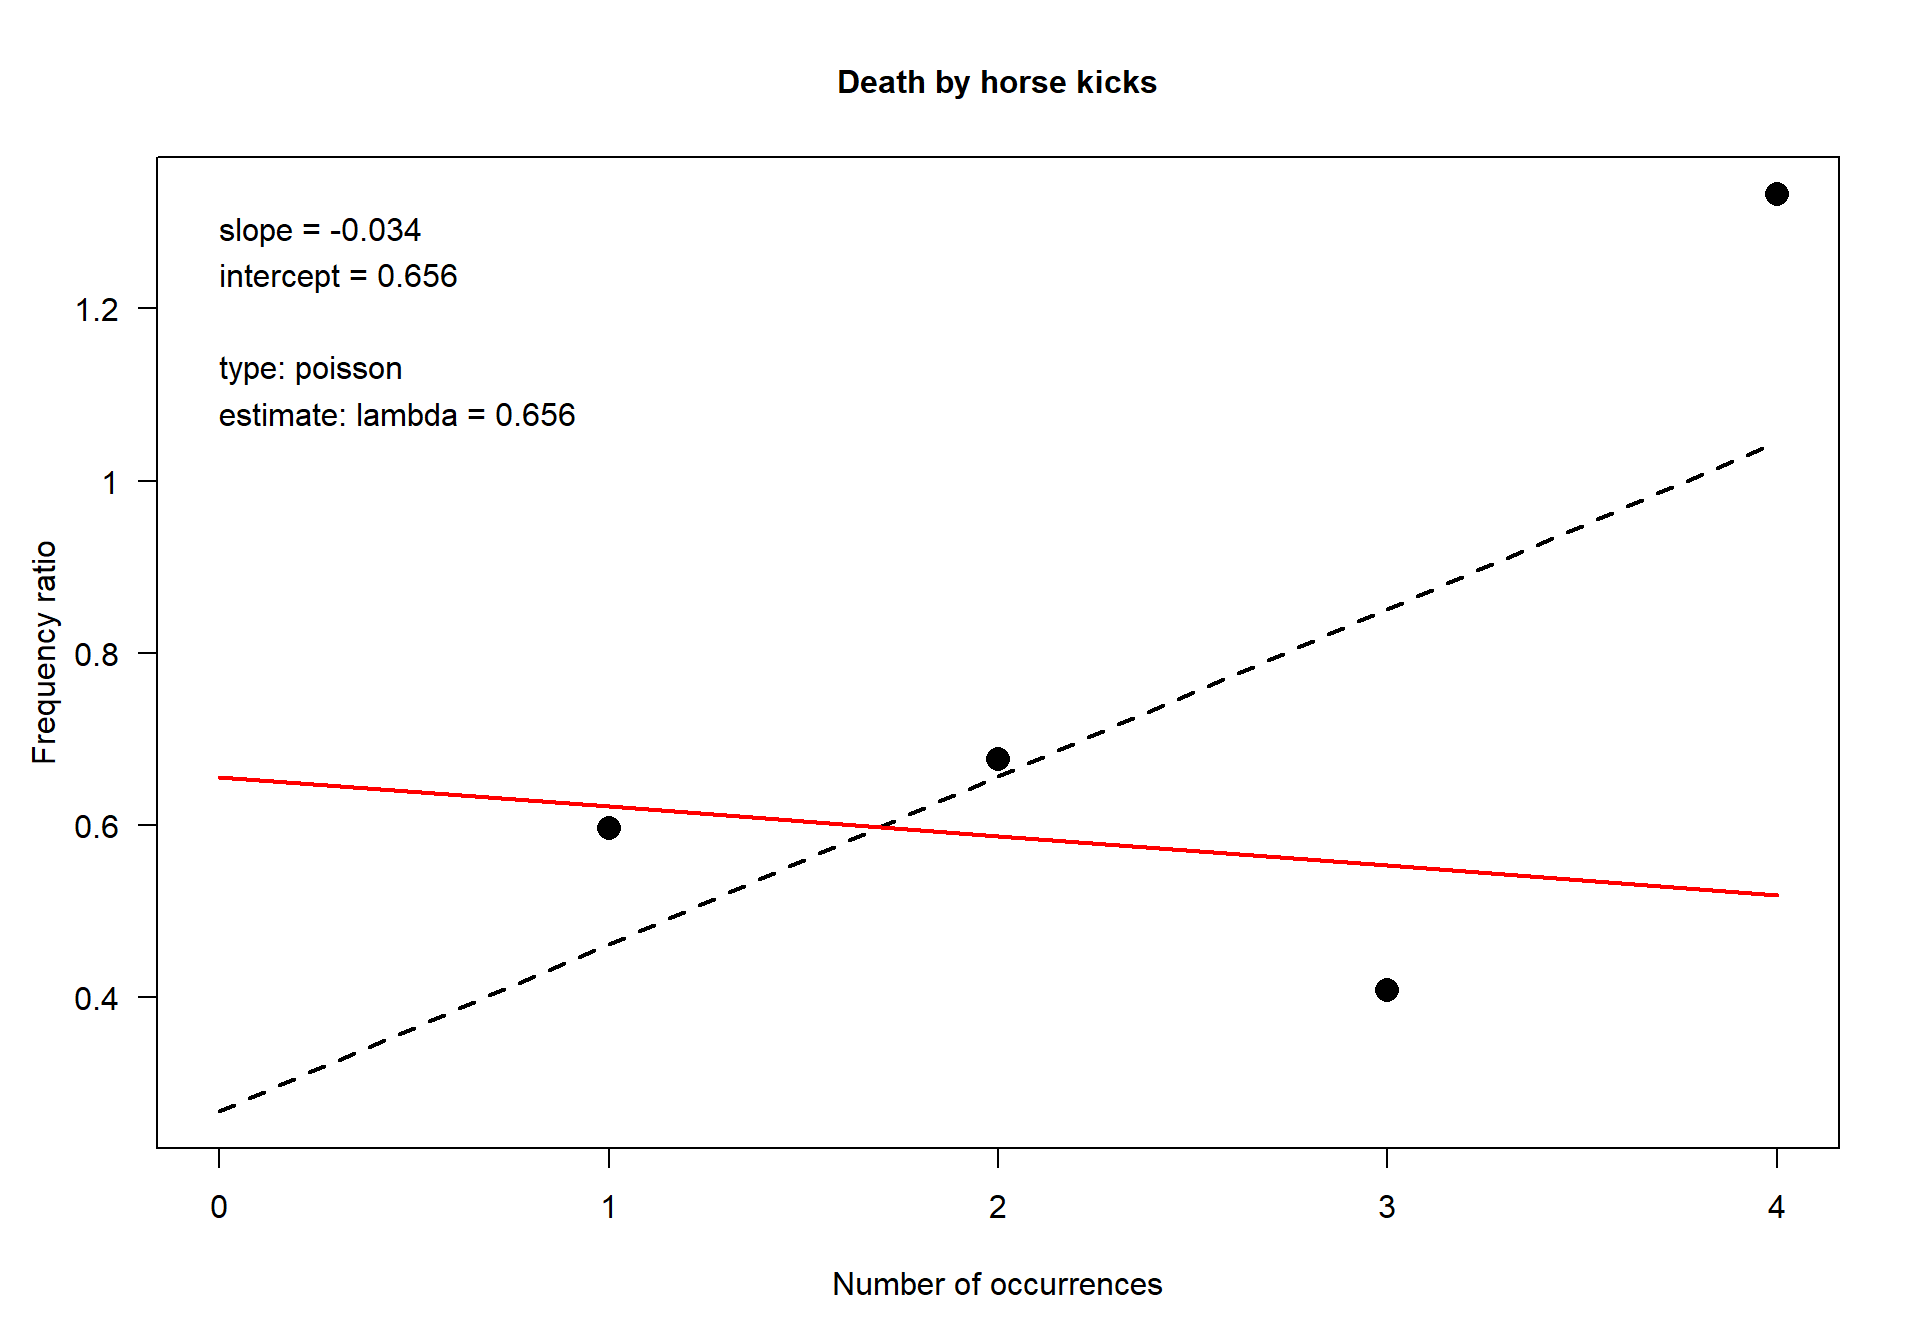 Death by horse kicks
slope = -0.034
intercept = 0.656
type: poisson
estimate: lambda = 0.656
1.2
1
0.8
0.6
0.4
Frequency ratio
0 1 2 3 4
Number of occurrences